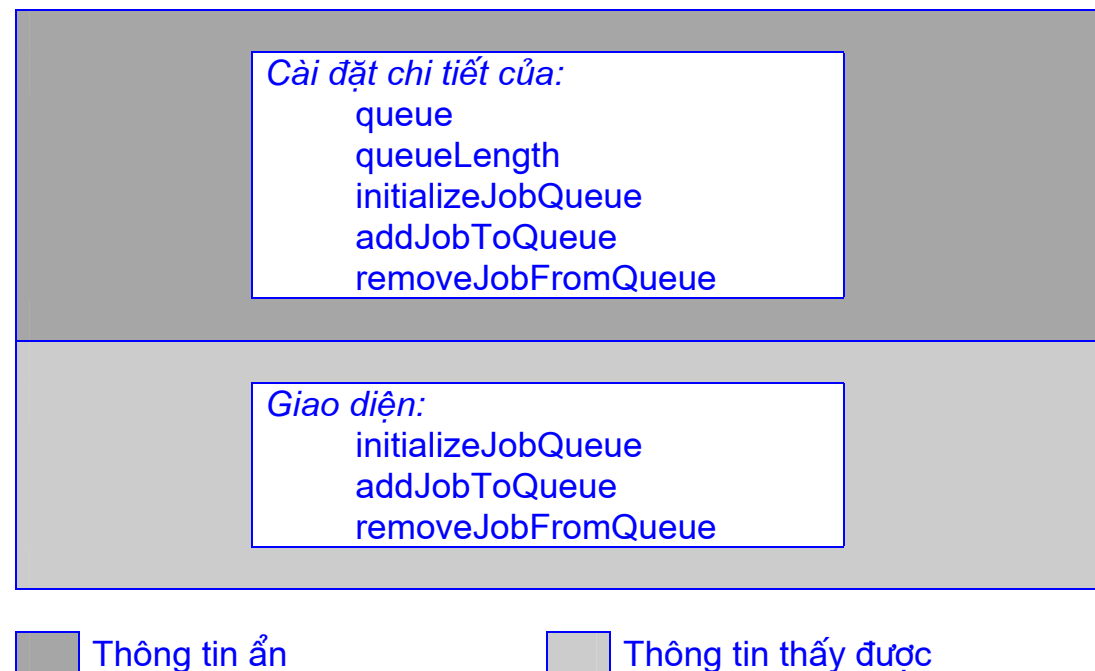 Cài đặt chi tiết của:
queue
queueLength
initializeJobQueue
addJobToQueue
removeJobFromQueue
Giao diện:
initializeJobQueue
addJobToQueue
removeJobFromQueue
Thông tin ẩn
Thông tin thấy được